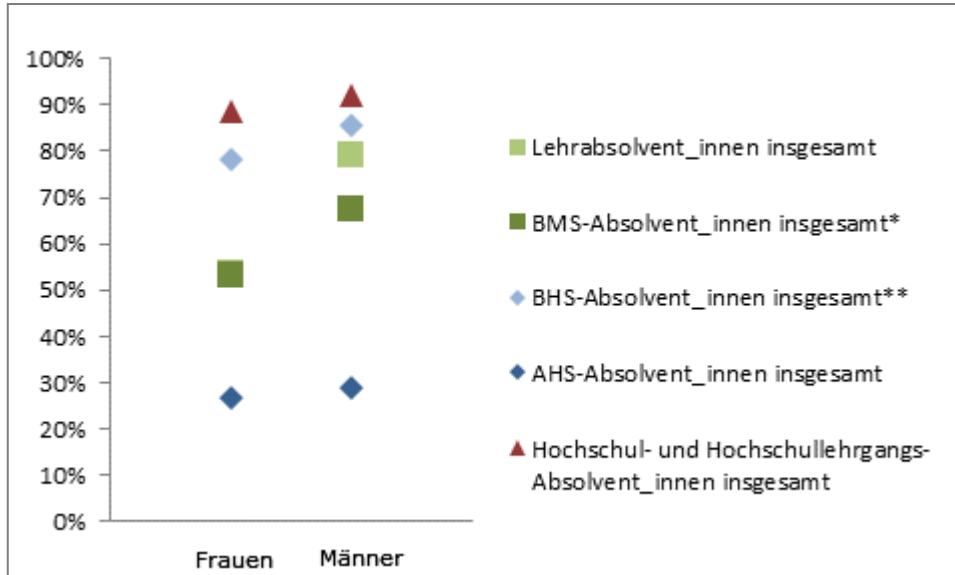 100%
90%
80%
70%
60%
50%
40%
30%
20%
10%
0%
Frauen
Männer
Lehrabsolvent_innen insgesamt
BMS-Absolvent_innen insgesamt*
BHS-Absolvent_innen insgesamt**
AHS-Absolvent_innen insgesamt
Hochschul- und Hochschullehrgangs-
Absolvent_innen insgesamt